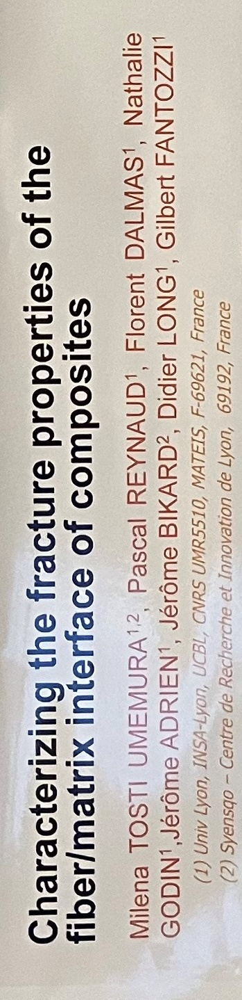 Characterizing the fracture properties of the
fiber/matrix interface of composites
Milena TOSTI UMEMURA¹,², Pascal REYNAUD¹, Florent DALMAS¹, Nathalie
GODIN¹,Jérôme ADRIEN¹, Jérôme BIKARD², Didier LONG¹, Gilbert FANTOZZI¹
(1) Univ Lyon, INSA-Lyon, UCBL, CNRS UMR5510, MATEIS, F-69621, France
(2) Syensqo – Centre de Recherche et Innovation de Lyon, 69192, France